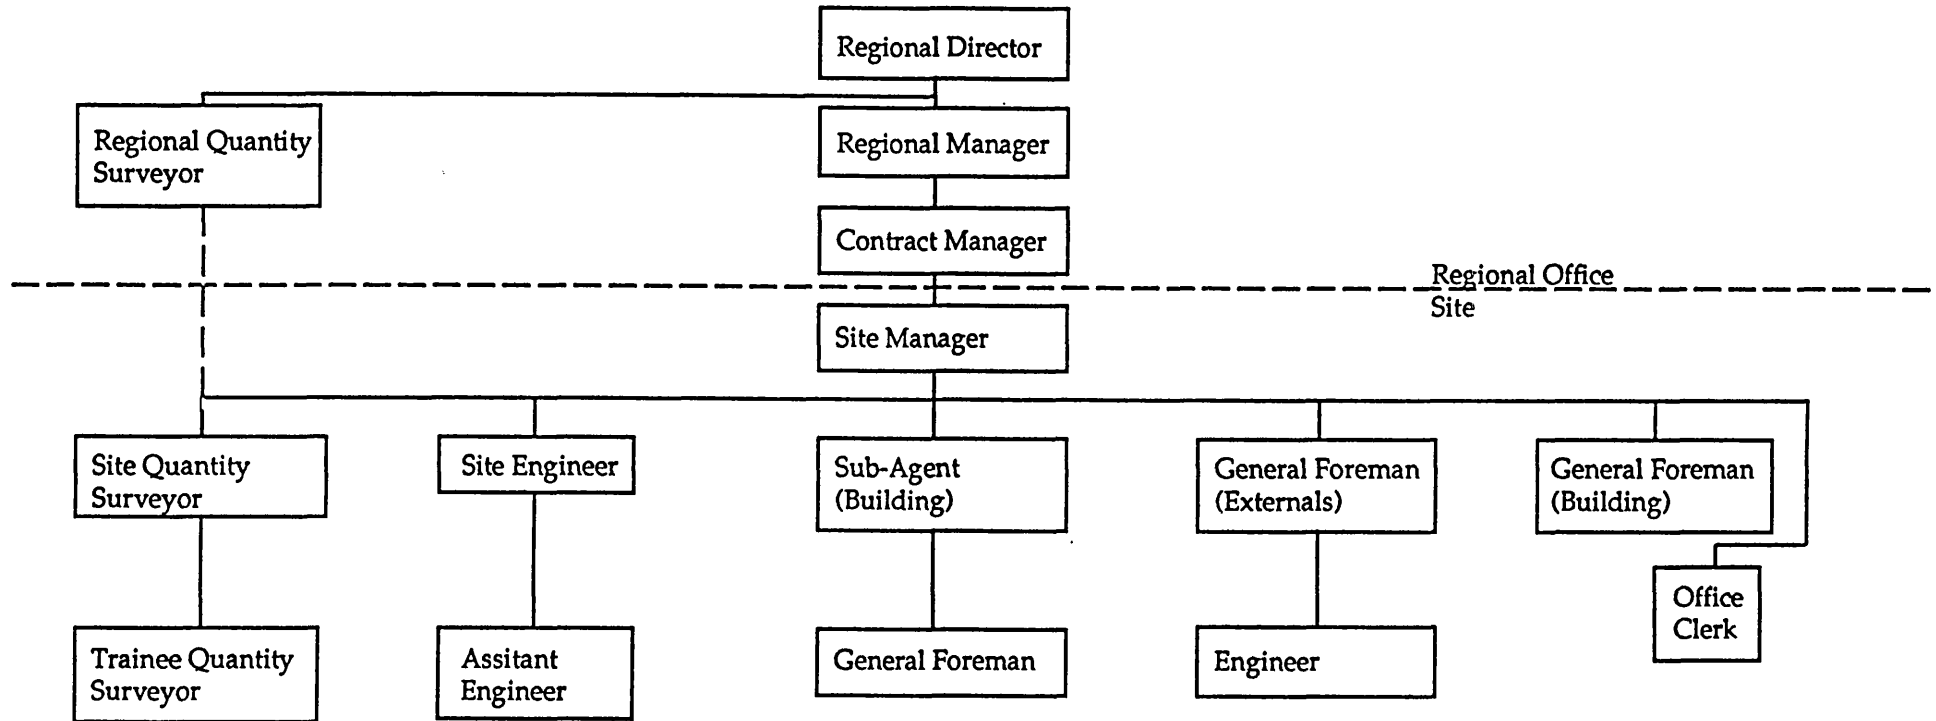 Regional Director
Regional Quantity
Surveyor
Regional Manager
Contract Manager
Regional Office
Site
Site Manager
Site Quantity
Surveyor
Site Engineer
Sub-Agent
(Building)
General Foreman
(Externals)
General Foreman
(Building)
Office
Clerk
Trainee Quantity
Surveyor
Assitant
Engineer
General Foreman
Engineer